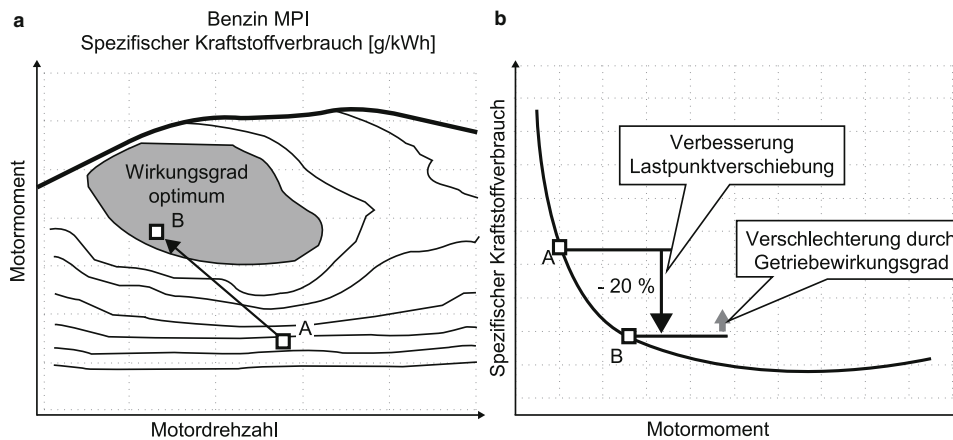 a
Benzin MPI
Spezifischer Kraftstoffverbrauch [g/kWh]
Motormoment
Wirkungsgrad
optimum
B
A
Motordrehzahl
b
Spezifischer Kraftstoffverbrauch
Verbesserung
Lastpunktverschiebung
Verschlechterung durch
Getriebewirkungsgrad
A
- 20 %
B
Motormoment